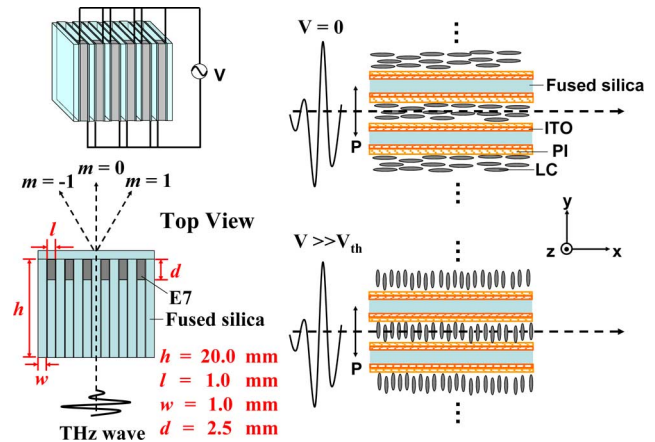 V
m = -1
m = 0
m = 1
Top View
l
d
h
E7
Fused silica
w
h = 20.0 mm
l = 1.0 mm
w = 1.0 mm
d = 2.5 mm
THz wave
V = 0
P
Fused silica
ITO
PI
LC
V >>Vth
P
y
z
x